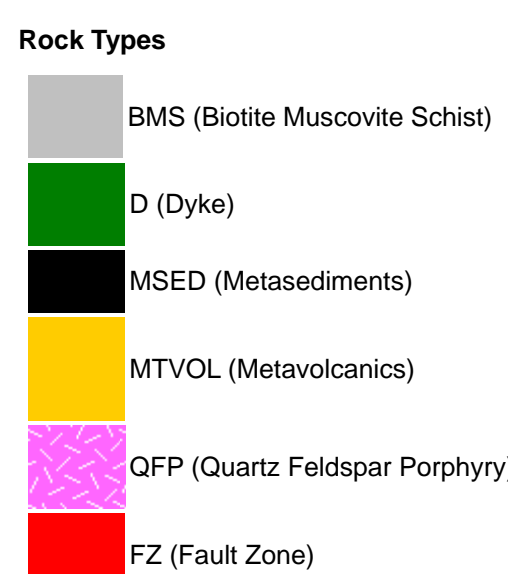 Rock Types
BMS (Biotite Muscovite Schist)
D (Dyke)
MSED (Metasediments)
MTVOL (Metavolcanics)
QFP (Quartz Feldspar Porphyry)
FZ (Fault Zone)